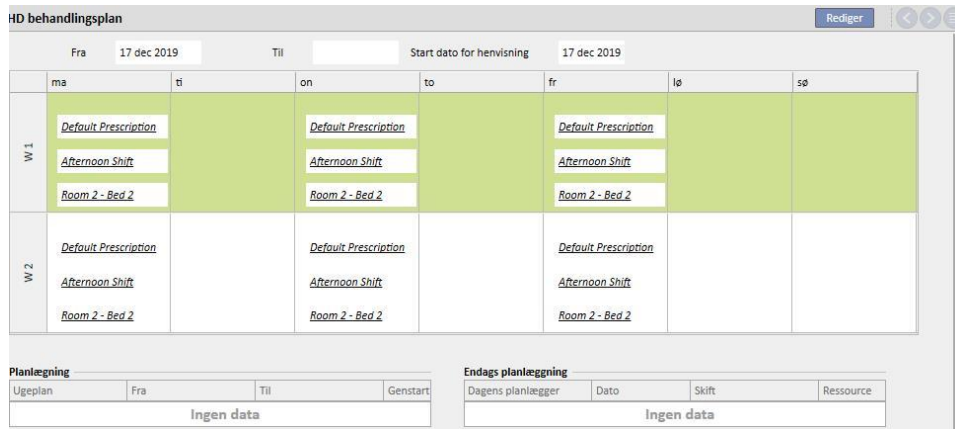 HD behandlingsplan Rediger
Fra 17 dec 2019 Til Start dato for henvisning 17 dec 2019
ma ti on to fr lø sø
W 1
Default Prescription Default Prescription Default Prescription
Afternoon Shift Afternoon Shift Afternoon Shift
Room 2 - Bed 2 Room 2 - Bed 2 Room 2 - Bed 2
W 2
Default Prescription Default Prescription Default Prescription
Afternoon Shift Afternoon Shift Afternoon Shift
Room 2 - Bed 2 Room 2 - Bed 2 Room 2 - Bed 2
Planlægning Endags planlæggning
Ugeplan Fra Til Genstart Dagens planlægger Dato Skift Ressource
Ingen data Ingen data